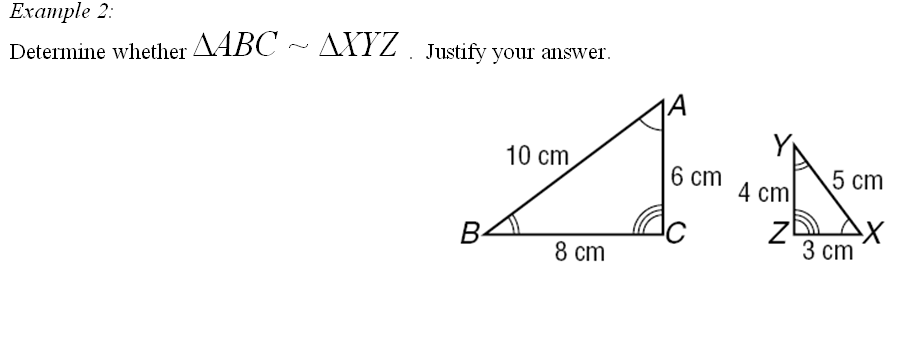 Example 2:
Determine whether ΔABC ~ ΔXYZ . Justify your answer.
A
Y
10 cm
6 cm
4 cm
5 cm
B
C
Z
X
8 cm
3 cm